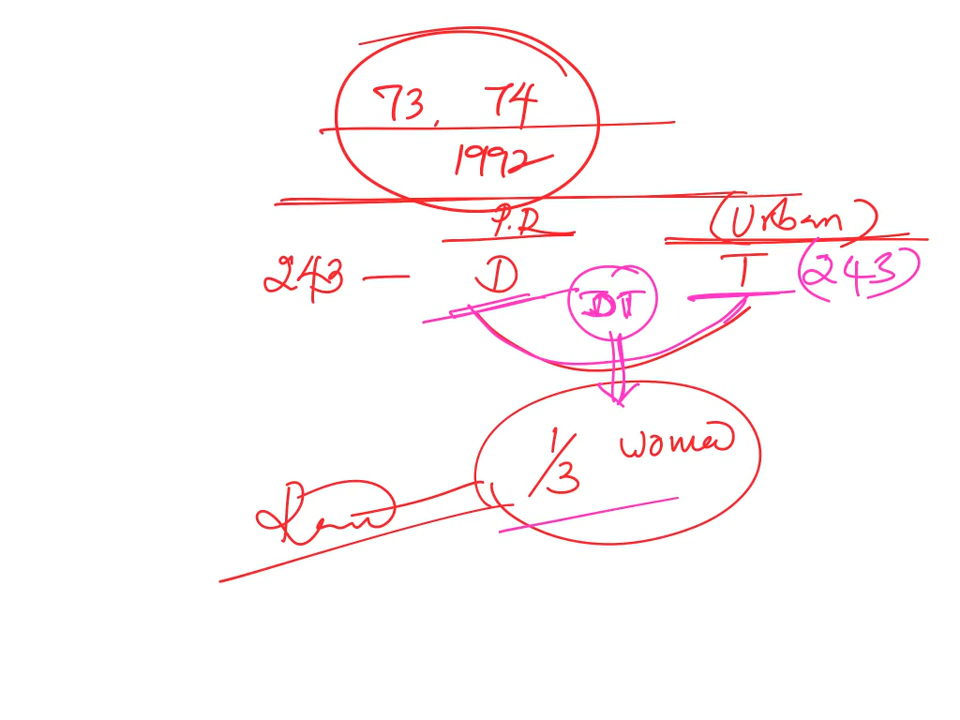 73, 74
1992
P.R (Urban)
243 — D T (243)
DT
1/3 women